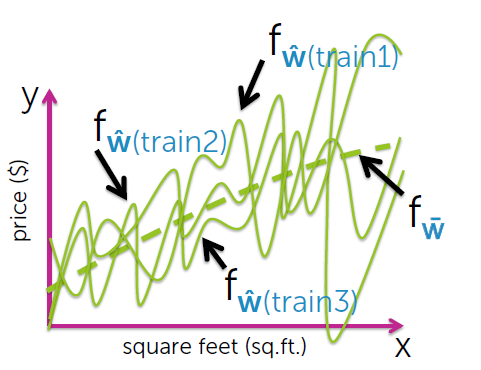 f ŵ(train1)
y
f ŵ(train2)
price ($)
f w̄
f ŵ(train3)
square feet (sq.ft.)
x